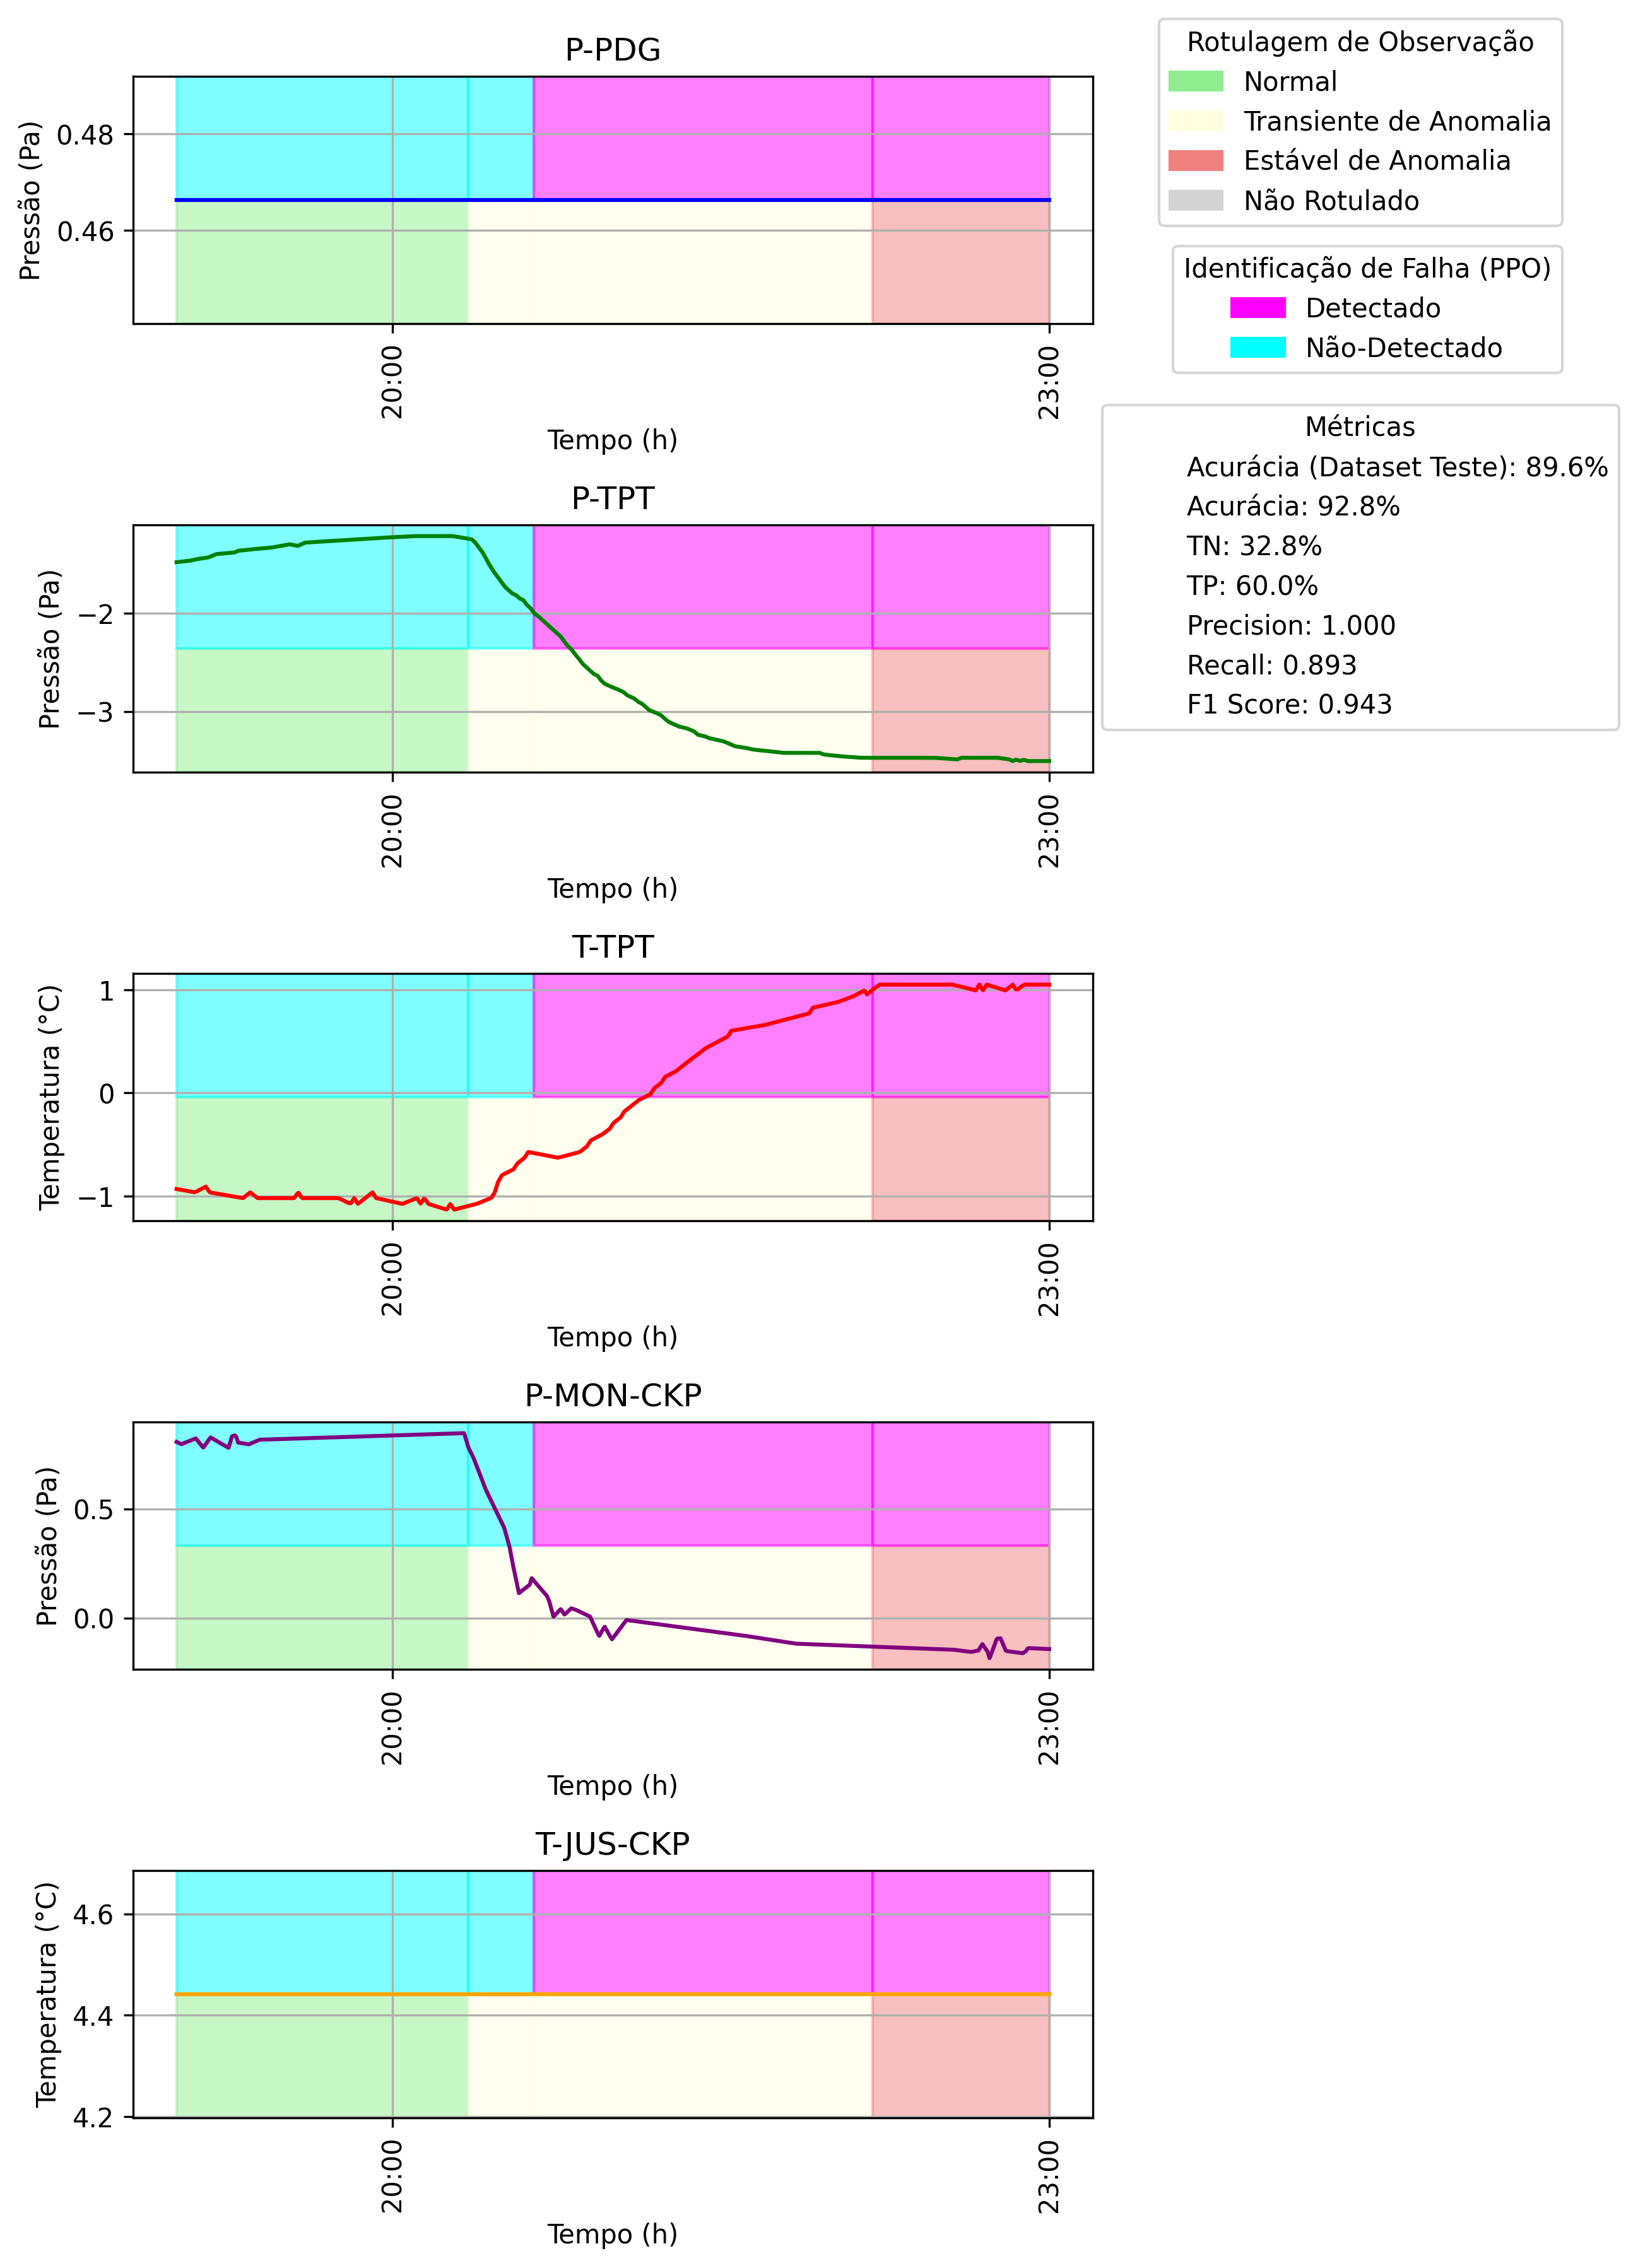 P-PDG
Pressão (Pa)
0.48
0.46
20:00
23:00
Tempo (h)
Rotulagem de Observação
Normal
Transiente de Anomalia
Estável de Anomalia
Não Rotulado
Identificação de Falha (PPO)
Detectado
Não-Detectado
Métricas
Acurácia (Dataset Teste): 89.6%
Acurácia: 92.8%
TN: 32.8%
TP: 60.0%
Precision: 1.000
Recall: 0.893
F1 Score: 0.943
P-TPT
Pressão (Pa)
−2
−3
20:00
23:00
Tempo (h)
T-TPT
Temperatura (°C)
1
0
−1
20:00
23:00
Tempo (h)
P-MON-CKP
Pressão (Pa)
0.5
0.0
20:00
23:00
Tempo (h)
T-JUS-CKP
Temperatura (°C)
4.6
4.4
4.2
20:00
23:00
Tempo (h)